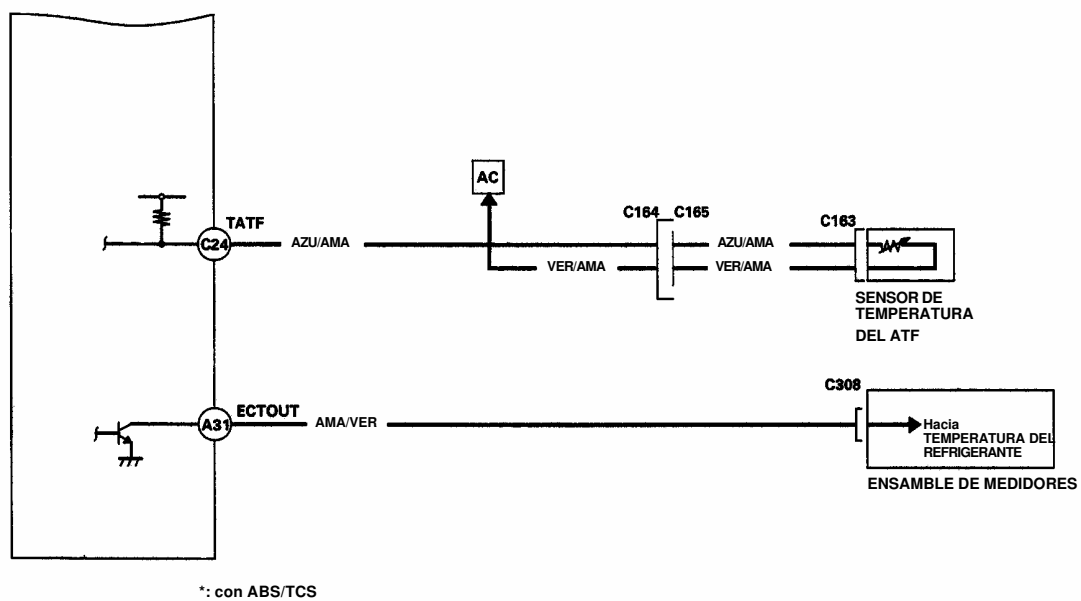 AC
C164 C165
C163
TATF
C24
AZU/AMA
AZU/AMA
VER/AMA
VER/AMA
SENSOR DE
TEMPERATURA
DEL ATF
C308
ECTOUT
A31
AMA/VER
Hacia
TEMPERATURA DEL
REFRIGERANTE
ENSAMBLE DE MEDIDORES
*: con ABS/TCS